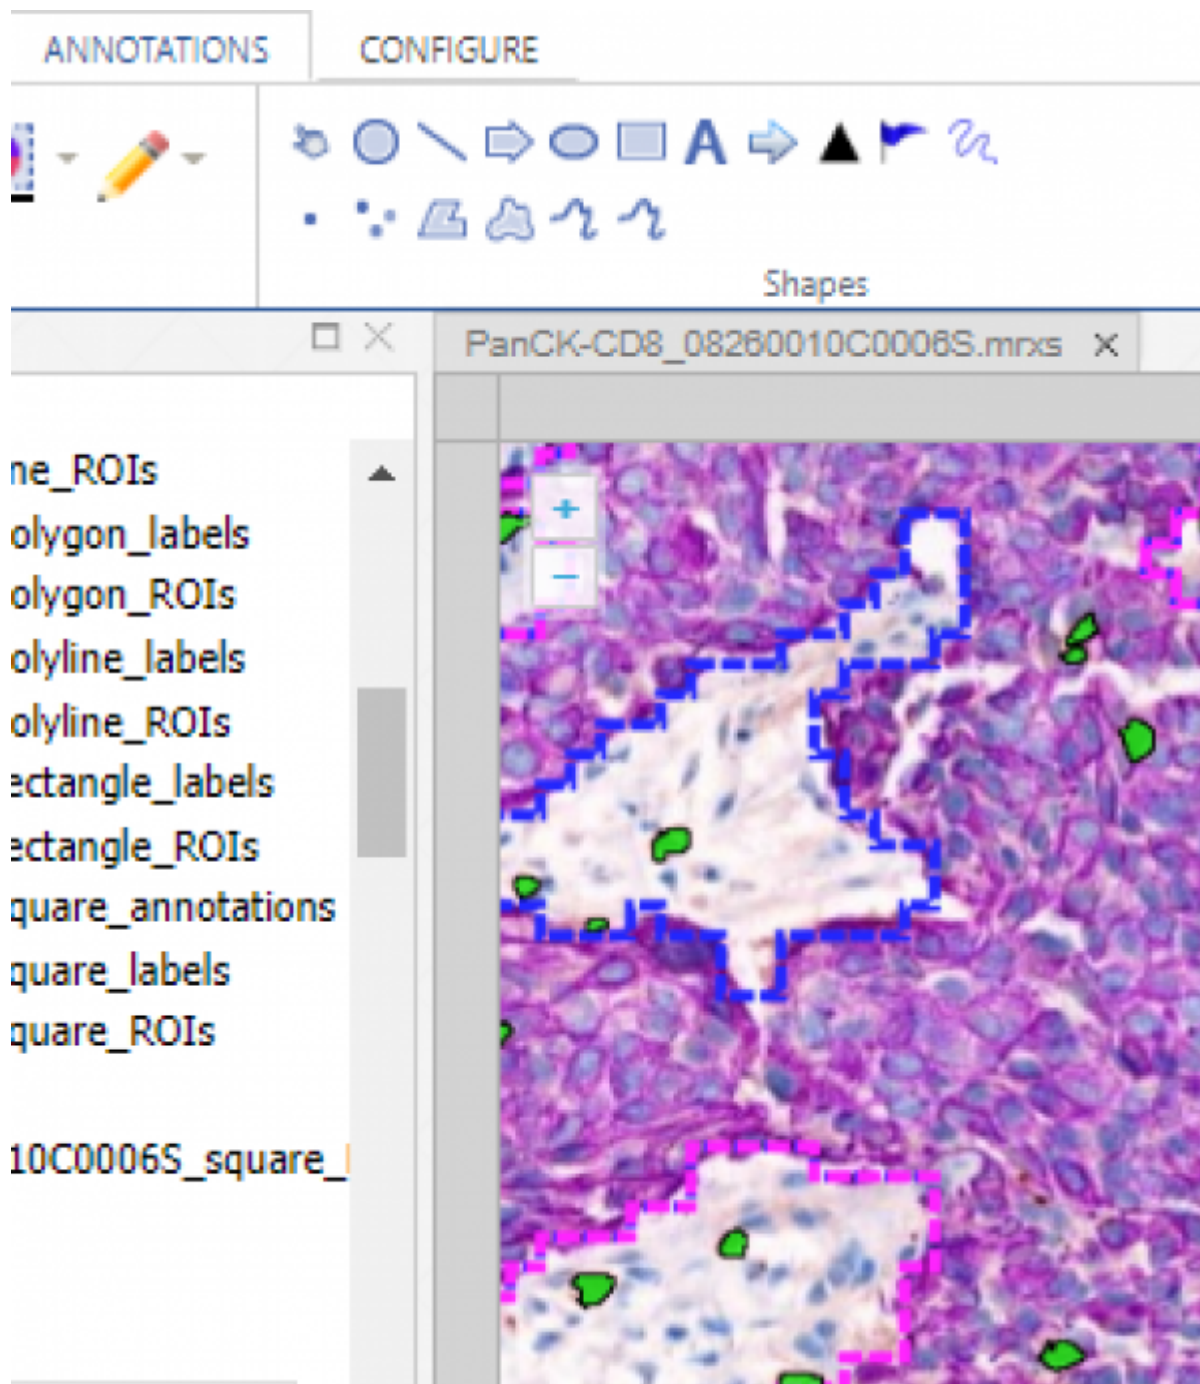 ANNOTATIONS CONFIGURE
A
Shapes
PanCK-CD8_08260010C0006S.mrxs
ne_ROIs
olygon_labels
olygon_ROIs
olyline_labels
olyline_ROIs
ectangle_labels
ectangle_ROIs
quare_annotations
quare_labels
quare_ROIs
10C0006S_square_